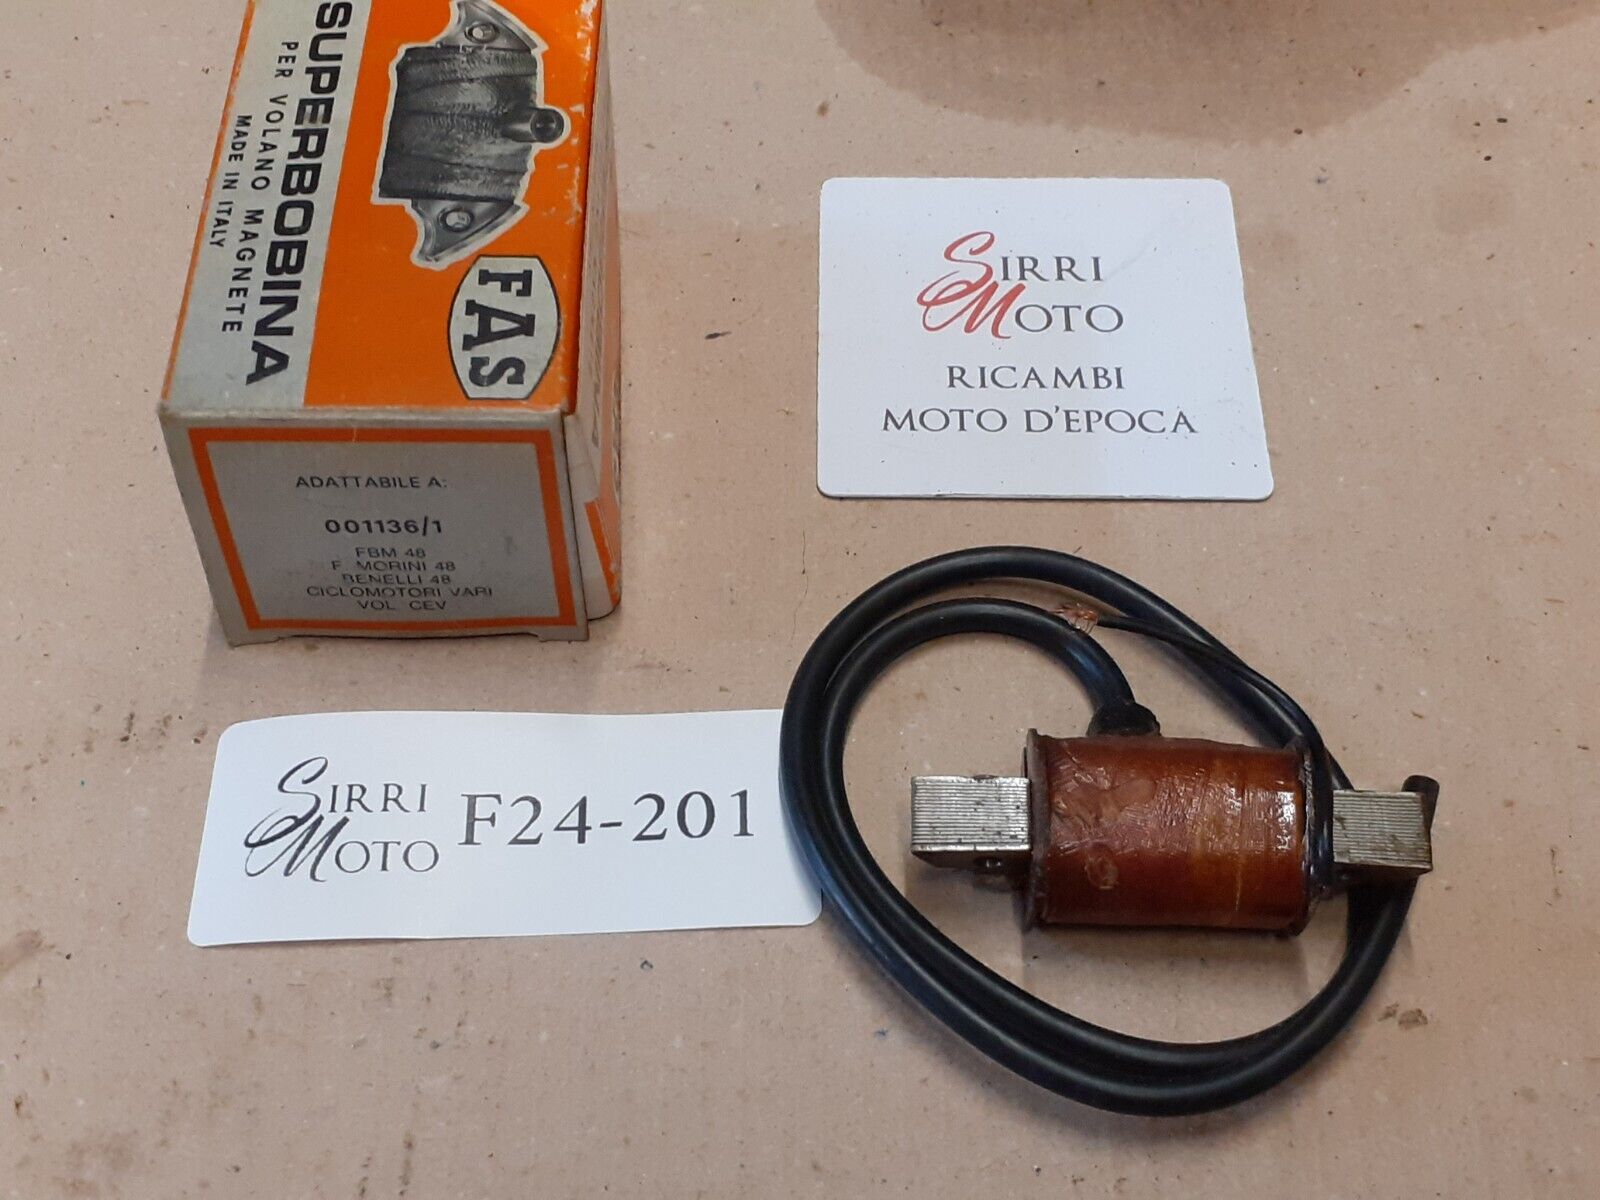 SUPERBOBINA
PER VOLANO MAGNETE
MADE IN ITALY
FAS
ADATTABILE A:
001136/1
FBM 48
F. MORINI 48
BENELLI 48
CICLOMOTORI VARI
VOL. CEV
SIRRI
MOTO
RICAMBI
MOTO D'EPOCA
SIRRI
MOTO
F24-201